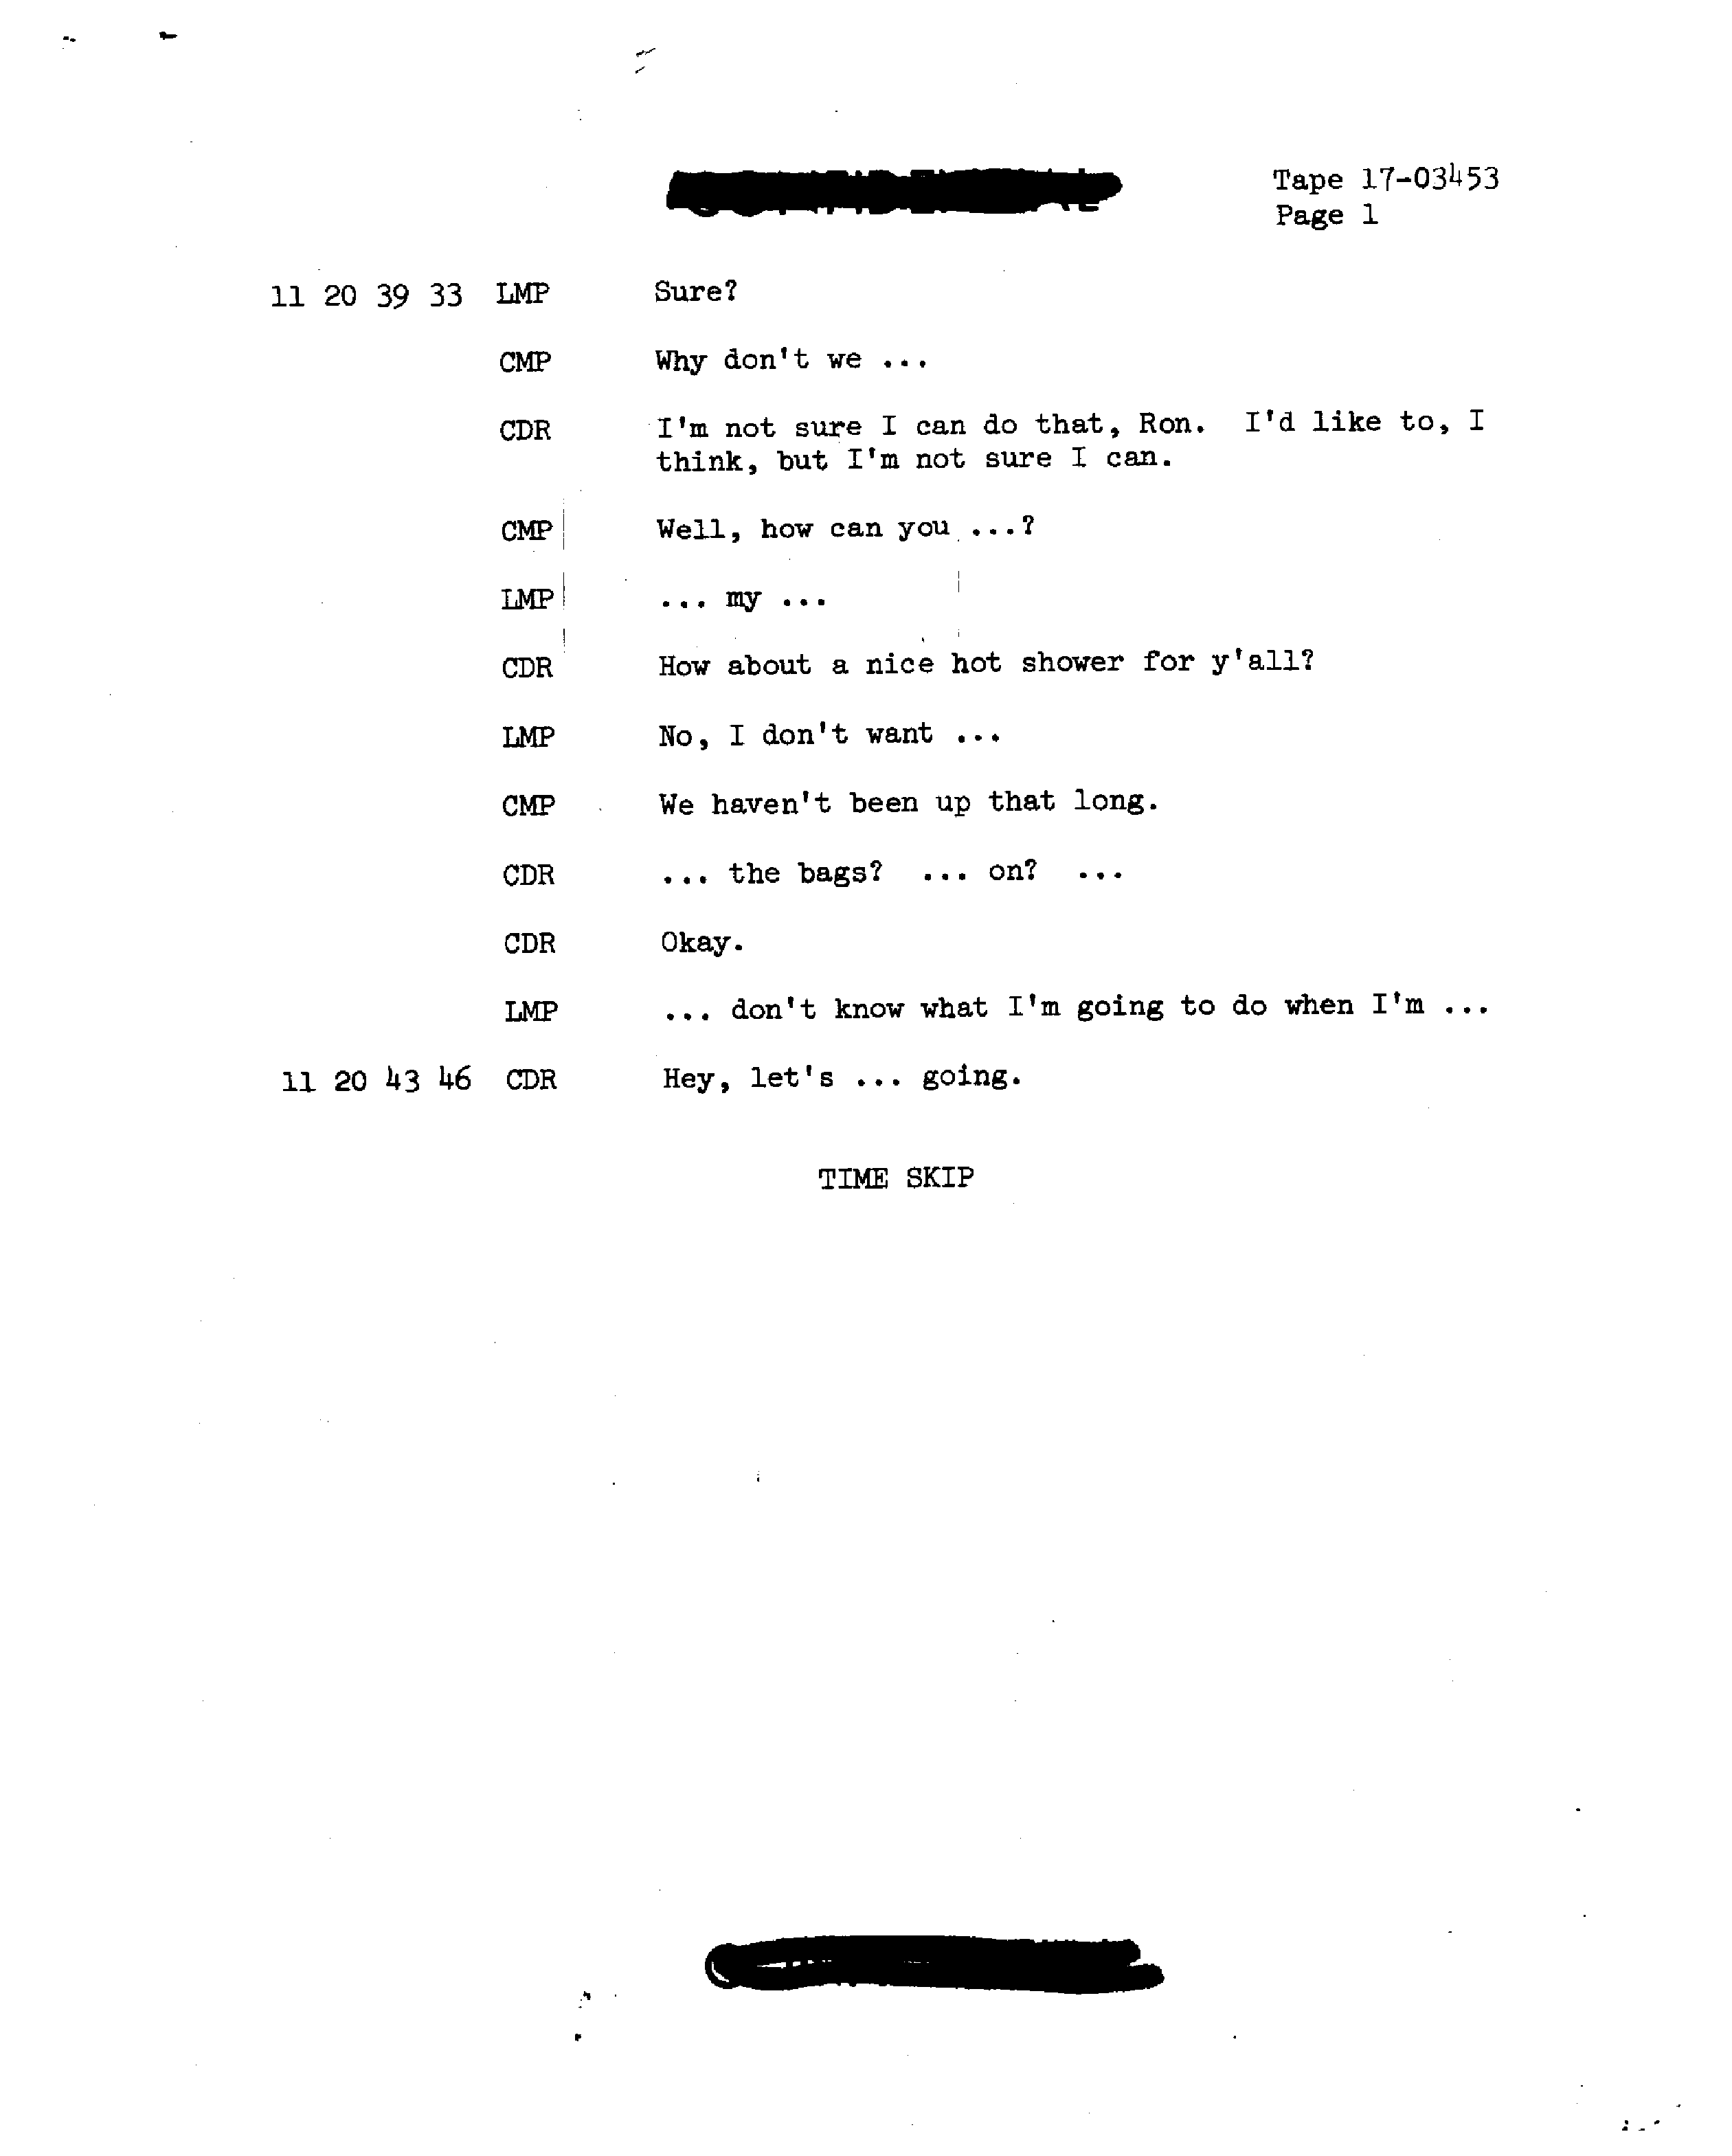 Tape 17-03453
Page 1
11 20 39 33 LMP Sure?
CMP Why don't we ...
CDR I'm not sure I can do that, Ron. I'd like to, I
think, but I'm not sure I can.
CMP Well, how can you ...?
LMP ... my ...
CDR How about a nice hot shower for y'all?
LMP No, I don't want ...
CMP We haven't been up that long.
CDR ... the bags? ... on? ...
CDR Okay.
LMP ... don't know what I'm going to do when I'm ...
11 20 43 46 CDR Hey, let's ... going.
TIME SKIP